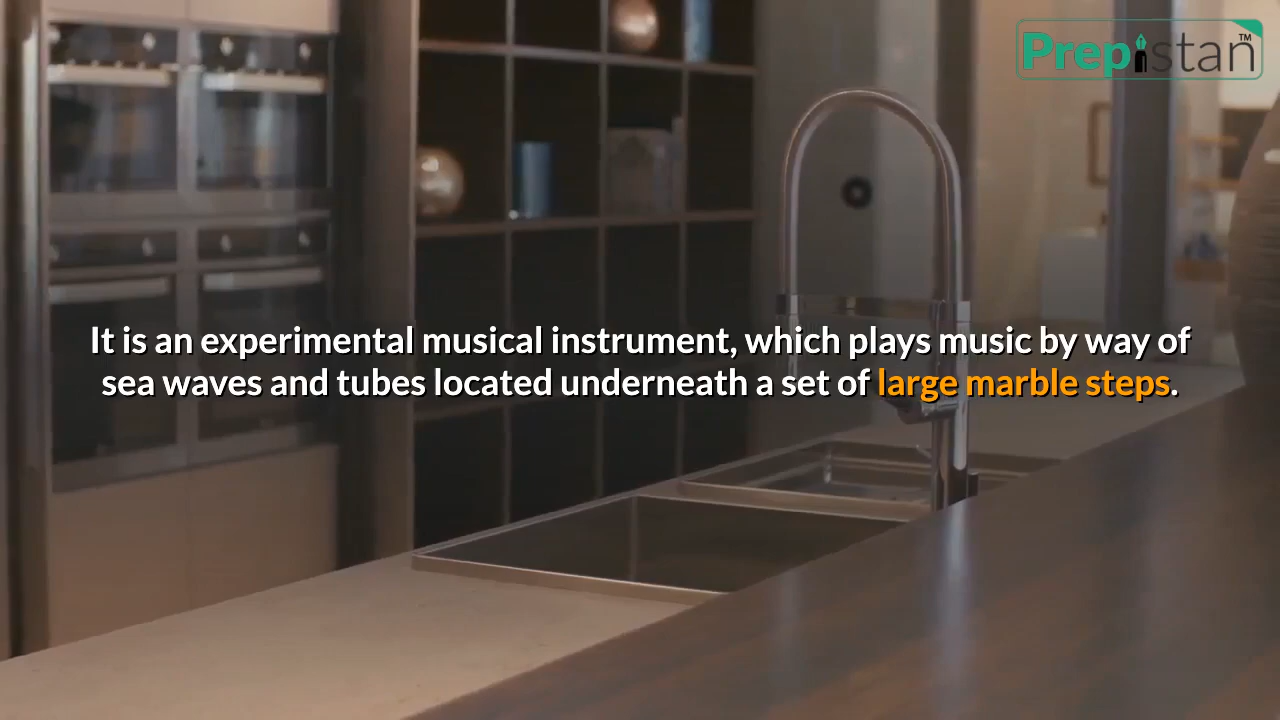 Prepistan™
It is an experimental musical instrument, which plays music by way of
sea waves and tubes located underneath a set of large marble steps.